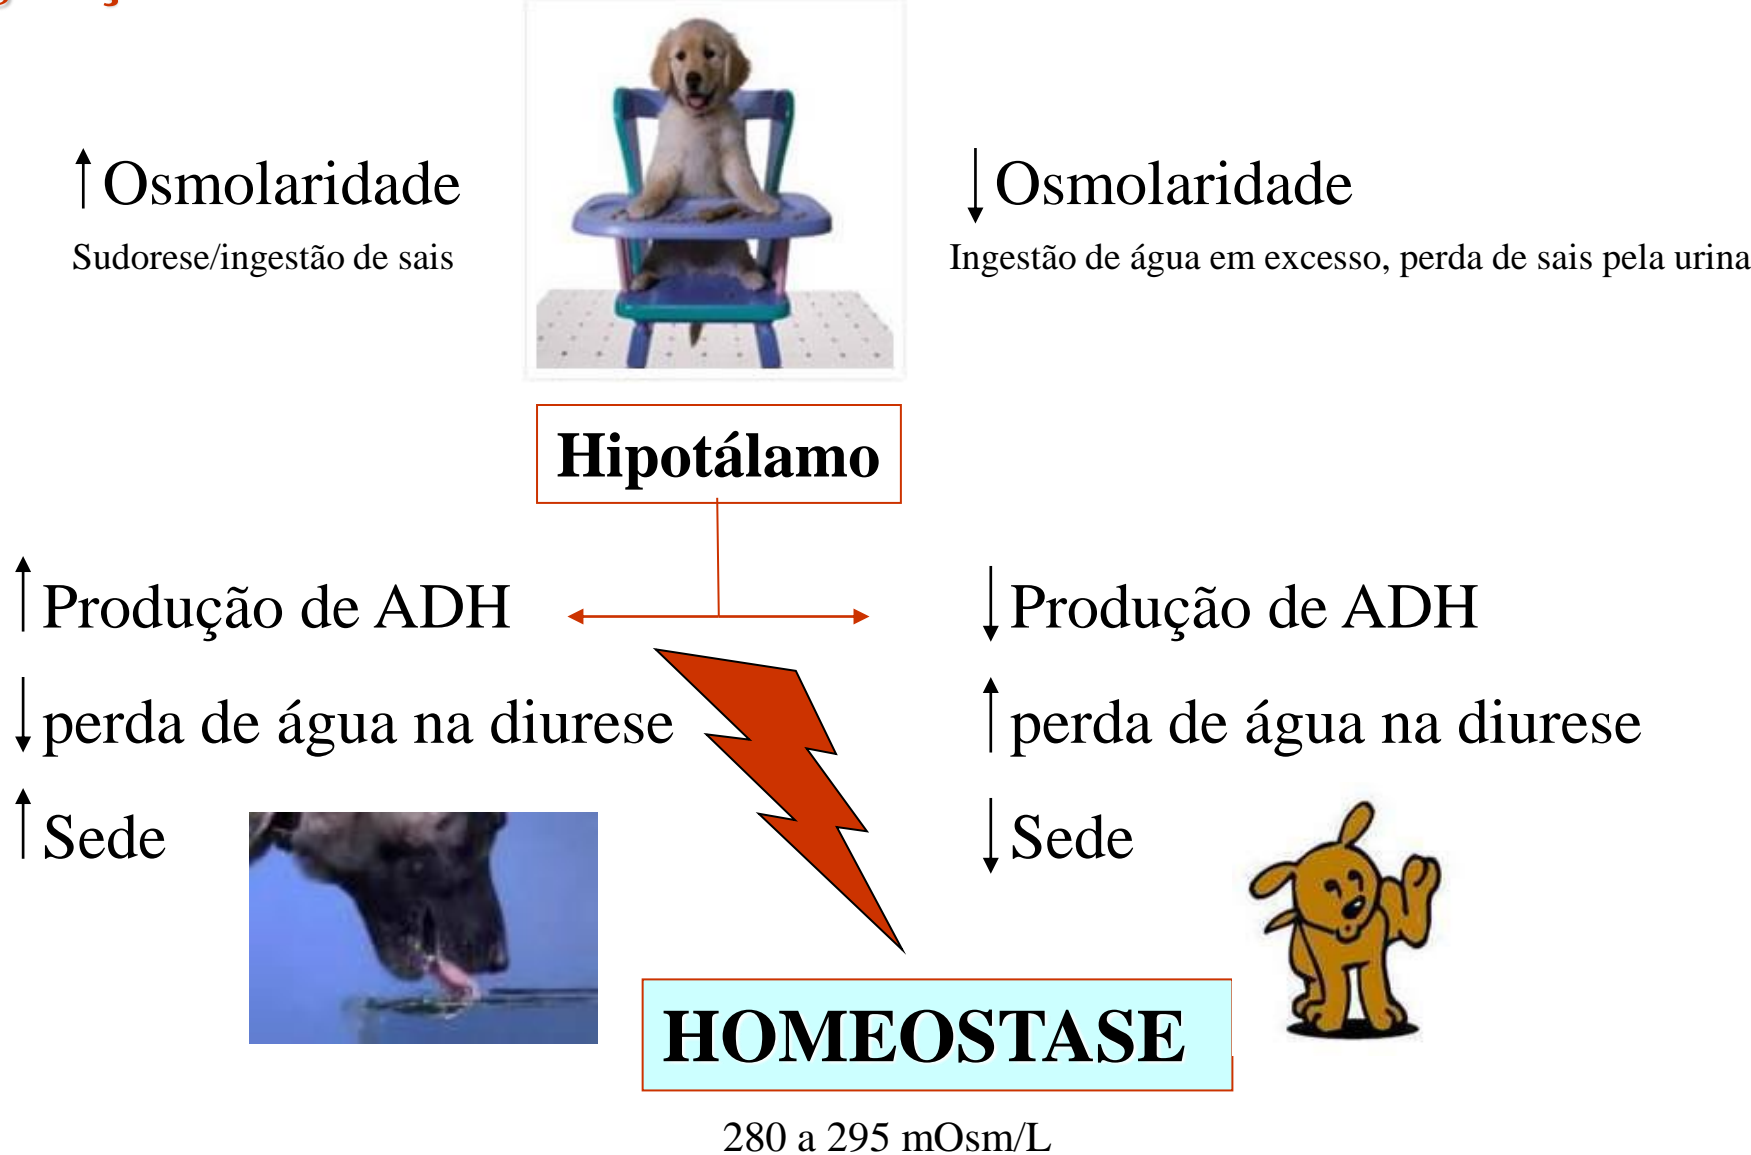 ↑ Osmolaridade
Sudorese/ingestão de sais
↓ Osmolaridade
Ingestão de água em excesso, perda de sais pela urina
Hipotálamo
↑ Produção de ADH
↓ perda de água na diurese
↑ Sede
↓ Produção de ADH
↑ perda de água na diurese
↓ Sede
HOMEOSTASE
280 a 295 mOsm/L